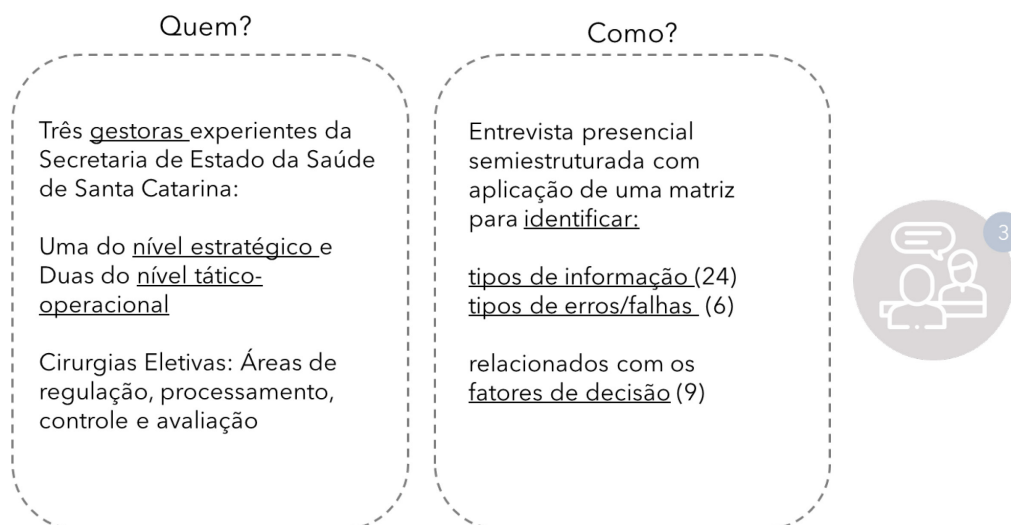 Quem?
Três gestoras experientes da
Secretaria de Estado da Saúde
de Santa Catarina:
Uma do nível estratégico e
Duas do nível tático-
operacional
Cirurgias Eletivas: Áreas de
regulação, processamento,
controle e avaliação
Como?
Entrevista presencial
semiestruturada com
aplicação de uma matriz
para identificar:
tipos de informação (24)
tipos de erros/falhas (6)
relacionados com os
fatores de decisão (9)
3